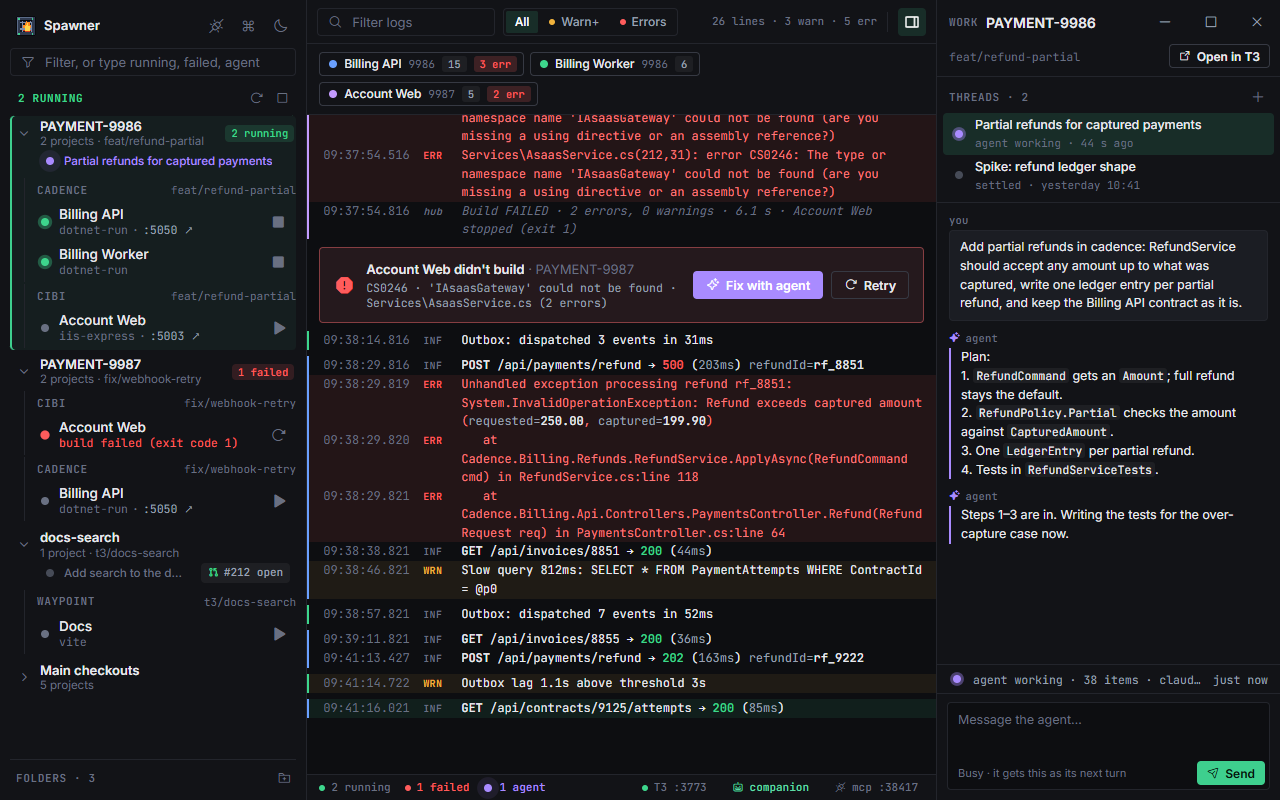 Spawner
Filter, or type running, failed, agent
2 RUNNING
PAYMENT-9986
2 projects · feat/refund-partial
2 running
Partial refunds for captured payments
CADENCE
feat/refund-partial
Billing API
dotnet-run · :5050 ↗
Billing Worker
dotnet-run
CIBI
feat/refund-partial
Account Web
iis-express · :5003 ↗
PAYMENT-9987
2 projects · fix/webhook-retry
1 failed
CIBI
fix/webhook-retry
Account Web
build failed (exit code 1)
CADENCE
fix/webhook-retry
Billing API
dotnet-run · :5050 ↗
docs-search
1 project · t3/docs-search
Add search to the d...
#212 open
WAYPOINT
t3/docs-search
Docs
vite
Main checkouts
5 projects
FOLDERS · 3
Filter logs
All
Warn+
Errors
26 lines · 3 warn · 5 err
Billing API 9986 15 3 err
Billing Worker 9986 6
Account Web 9987 5 2 err
namespace name 'IAsaasGateway' could not be found (are you
missing a using directive or an assembly reference?)
09:37:54.516 ERR Services\AsaasService.cs(212,31): error CS0246: The type or
namespace name 'IAsaasGateway' could not be found (are you
missing a using directive or an assembly reference?)
09:37:54.816 hub Build FAILED · 2 errors, 0 warnings · 6.1 s · Account Web
stopped (exit 1)
Account Web didn't build · PAYMENT-9987
CS0246 · 'IAsaasGateway' could not be found ·
Services\AsaasService.cs (2 errors)
Fix with agent
Retry
09:38:14.816 INF Outbox: dispatched 3 events in 31ms
09:38:29.816 INF POST /api/payments/refund → 500 (203ms) refundId=rf_8851
09:38:29.819 ERR Unhandled exception processing refund rf_8851:
System.InvalidOperationException: Refund exceeds captured amount
(requested=250.00, captured=199.90)
09:38:29.820 ERR at
Cadence.Billing.Refunds.RefundService.ApplyAsync(RefundCommand
cmd) in RefundService.cs:line 118
09:38:29.821 ERR at
Cadence.Billing.Api.Controllers.PaymentsController.Refund(Refund
Request req) in PaymentsController.cs:line 64
09:38:38.821 INF GET /api/invoices/8851 → 200 (44ms)
09:38:46.821 WRN Slow query 812ms: SELECT * FROM PaymentAttempts WHERE ContractId
= @p0
09:38:57.821 INF Outbox: dispatched 7 events in 52ms
09:39:11.821 INF GET /api/invoices/8855 → 200 (36ms)
09:41:13.427 INF POST /api/payments/refund → 202 (163ms) refundId=rf_9222
09:41:14.722 WRN Outbox lag 1.1s above threshold 3s
09:41:16.021 INF GET /api/contracts/9125/attempts → 200 (85ms)
2 running
1 failed
1 agent
T3 :3773
companion
mcp :38417
WORK PAYMENT-9986
feat/refund-partial
Open in T3
THREADS · 2
Partial refunds for captured payments
agent working · 44 s ago
Spike: refund ledger shape
settled · yesterday 10:41
you
Add partial refunds in cadence: RefundService
should accept any amount up to what was
captured, write one ledger entry per partial
refund, and keep the Billing API contract as it is.
agent
Plan:
1. RefundCommand gets an Amount; full refund
stays the default.
2. RefundPolicy.Partial checks the amount
against CapturedAmount.
3. One LedgerEntry per partial refund.
4. Tests in RefundServiceTests.
agent
Steps 1–3 are in. Writing the tests for the over-
capture case now.
agent working · 38 items · claud… just now
Message the agent...
Busy · it gets this as its next turn
Send